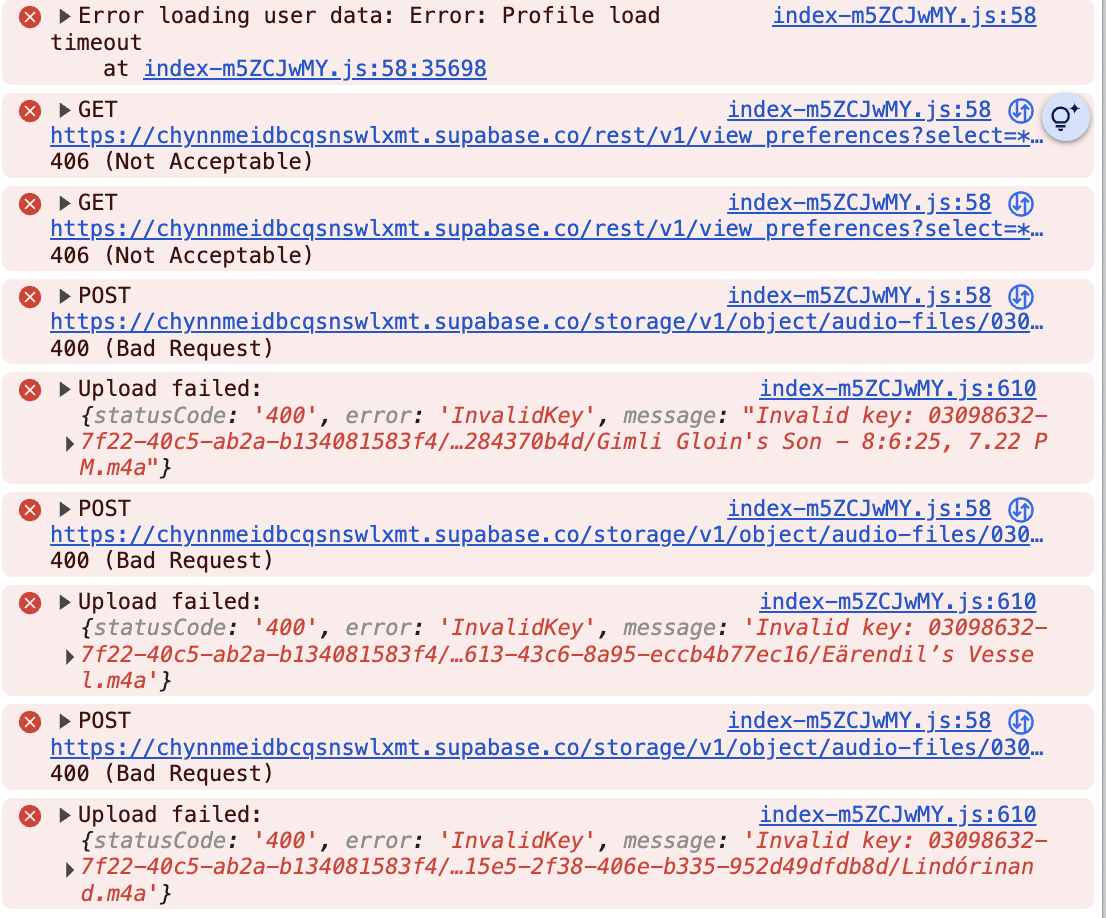 Error loading user data: Error: Profile load index-m5ZCJwMY.js:58
timeout
at index-m5ZCJwMY.js:58:35698
GET index-m5ZCJwMY.js:58
https://chynnmeidbcqsnswlxmt.supabase.co/rest/v1/view_preferences?select=*…
406 (Not Acceptable)
GET index-m5ZCJwMY.js:58
https://chynnmeidbcqsnswlxmt.supabase.co/rest/v1/view_preferences?select=*…
406 (Not Acceptable)
POST index-m5ZCJwMY.js:58
https://chynnmeidbcqsnswlxmt.supabase.co/storage/v1/object/audio-files/030…
400 (Bad Request)
Upload failed: index-m5ZCJwMY.js:610
{statusCode: '400', error: 'InvalidKey', message: "Invalid key: 03098632-
7f22-40c5-ab2a-b134081583f4/…284370b4d/Gimli Gloin's Son – 8:6:25, 7.22 P
M.m4a"}
POST index-m5ZCJwMY.js:58
https://chynnmeidbcqsnswlxmt.supabase.co/storage/v1/object/audio-files/030…
400 (Bad Request)
Upload failed: index-m5ZCJwMY.js:610
{statusCode: '400', error: 'InvalidKey', message: 'Invalid key: 03098632-
7f22-40c5-ab2a-b134081583f4/…613-43c6-8a95-eccb4b77ec16/Eärendil’s Vesse
l.m4a'}
POST index-m5ZCJwMY.js:58
https://chynnmeidbcqsnswlxmt.supabase.co/storage/v1/object/audio-files/030…
400 (Bad Request)
Upload failed: index-m5ZCJwMY.js:610
{statusCode: '400', error: 'InvalidKey', message: 'Invalid key: 03098632-
7f22-40c5-ab2a-b134081583f4/…15e5-2f38-406e-b335-952d49dfdb8d/Lindórinan
d.m4a'}